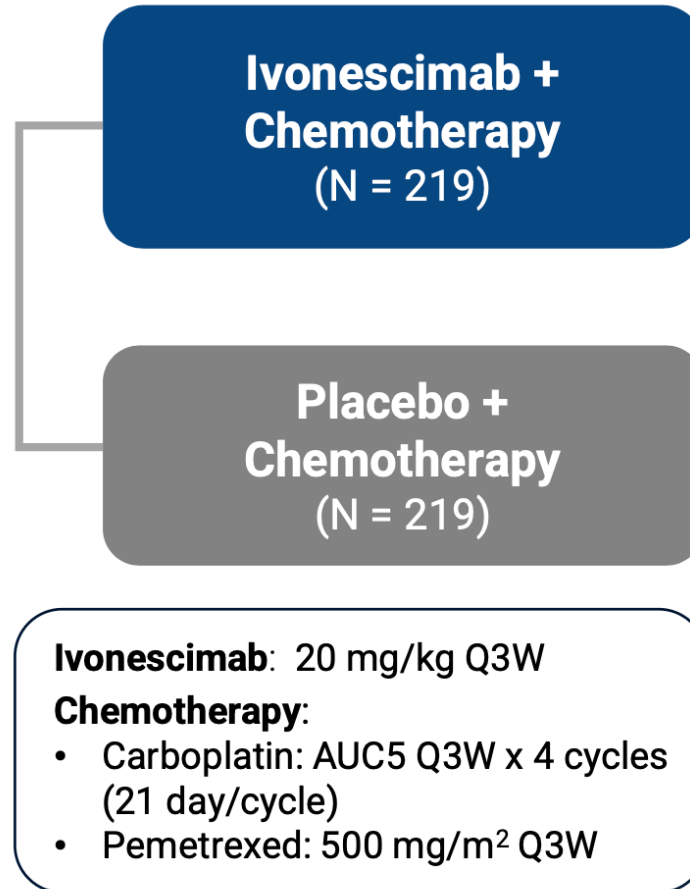 Ivonescimab +
Chemotherapy
(N = 219)
Placebo +
Chemotherapy
(N = 219)
Ivonescimab: 20 mg/kg Q3W
Chemotherapy:
• Carboplatin: AUC5 Q3W x 4 cycles
(21 day/cycle)
• Pemetrexed: 500 mg/m² Q3W